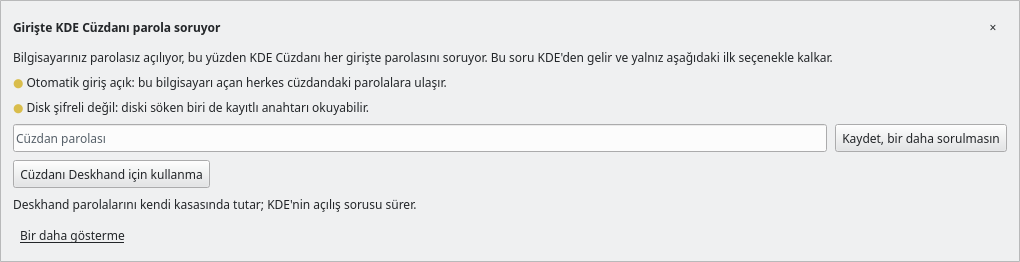 Girişte KDE Cüzdanı parola soruyor
×
Bilgisayarınız parolasız açılıyor, bu yüzden KDE Cüzdanı her girişte parolasını soruyor. Bu soru KDE'den gelir ve yalnız aşağıdaki ilk seçenekle kalkar.
Otomatik giriş açık: bu bilgisayarı açan herkes cüzdandaki parolalara ulaşır.
Disk şifreli değil: diski söken biri de kayıtlı anahtarı okuyabilir.
Cüzdan parolası
Kaydet, bir daha sorulmasın
Cüzdanı Deskhand için kullanma
Deskhand parolalarını kendi kasasında tutar; KDE'nin açılış sorusu sürer.
Bir daha gösterme